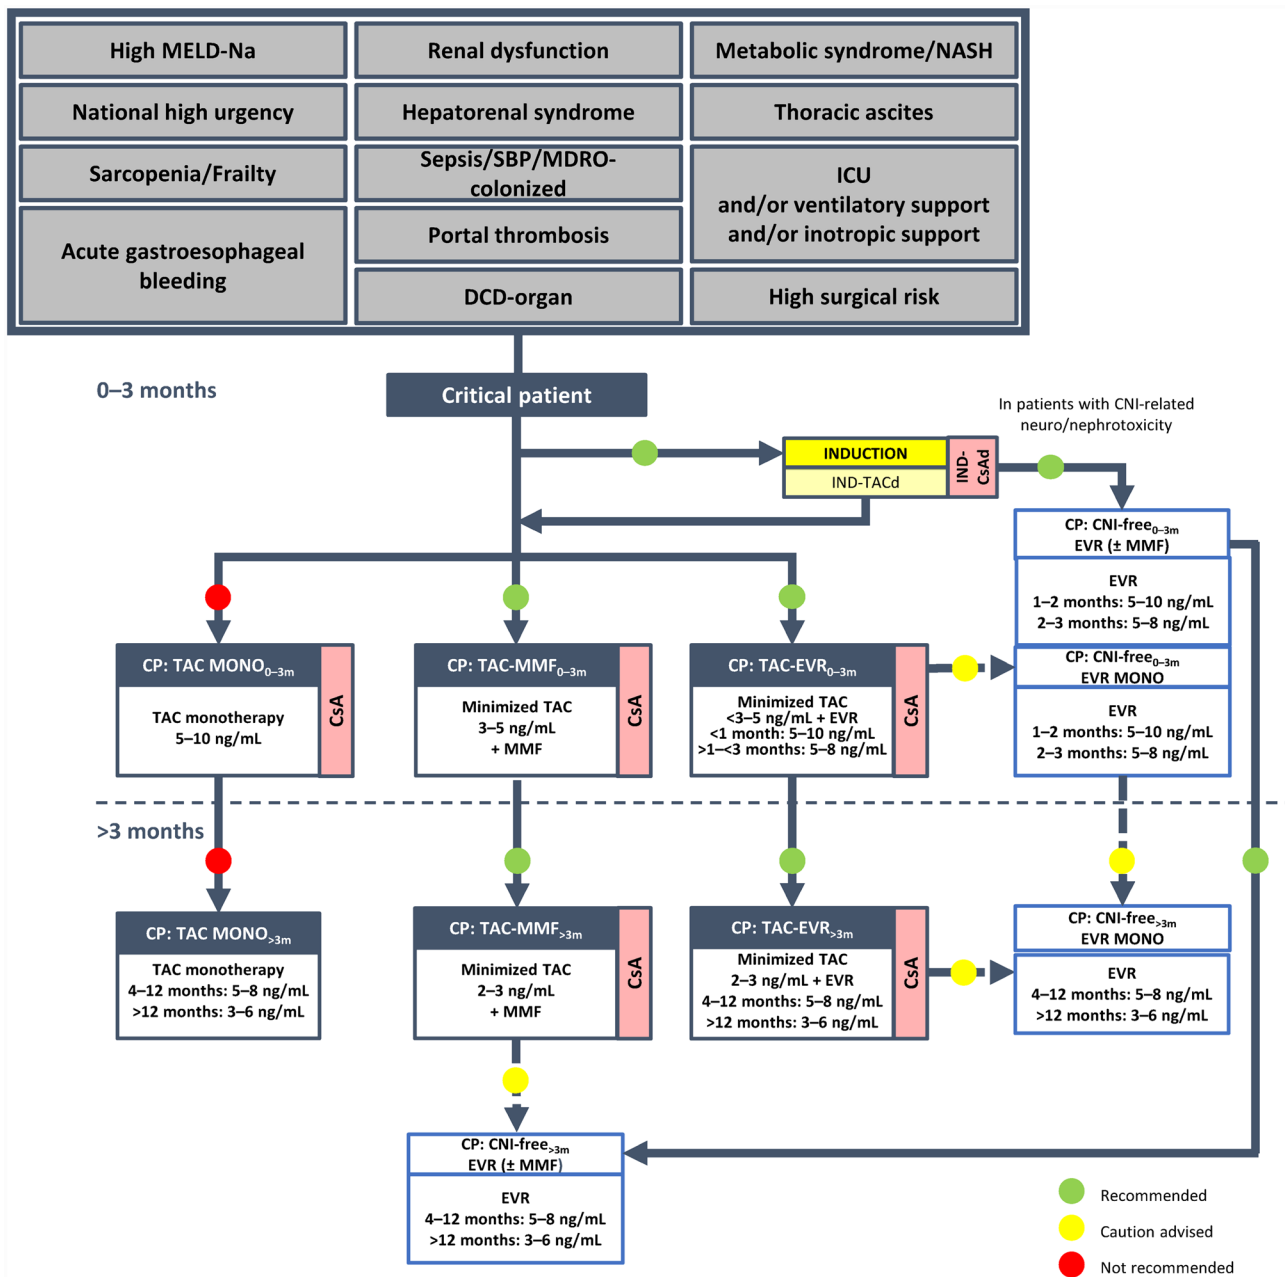 High MELD-Na
Renal dysfunction
Metabolic syndrome/NASH
National high urgency
Hepatorenal syndrome
Thoracic ascites
Sarcopenia/Frailty
Sepsis/SBP/MDRO-
colonized
ICU
and/or ventilatory support
and/or inotropic support
Acute gastroesophageal
bleeding
Portal thrombosis
DCD-organ
High surgical risk
0–3 months
Critical patient
In patients with CNI-related
neuro/nephrotoxicity
INDUCTION
IND-TACd
IND-
CsAd
CP: CNI-free0–3m
EVR (± MMF)
EVR
1–2 months: 5–10 ng/mL
2–3 months: 5–8 ng/mL
CP: TAC MONO0–3m
TAC monotherapy
5–10 ng/mL
CsA
CP: TAC-MMF0–3m
Minimized TAC
3–5 ng/mL
+ MMF
CsA
CP: TAC-EVR0–3m
Minimized TAC
<3–5 ng/mL + EVR
<1 month: 5–10 ng/mL
>1–<3 months: 5–8 ng/mL
CsA
CP: CNI-free0–3m
EVR MONO
EVR
1–2 months: 5–10 ng/mL
2–3 months: 5–8 ng/mL
>3 months
CP: TAC MONO>3m
TAC monotherapy
4–12 months: 5–8 ng/mL
>12 months: 3–6 ng/mL
CP: TAC-MMF>3m
Minimized TAC
2–3 ng/mL
+ MMF
CsA
CP: TAC-EVR>3m
Minimized TAC
2–3 ng/mL + EVR
4–12 months: 5–8 ng/mL
>12 months: 3–6 ng/mL
CsA
CP: CNI-free>3m
EVR MONO
EVR
4–12 months: 5–8 ng/mL
>12 months: 3–6 ng/mL
CP: CNI-free>3m
EVR (± MMF)
EVR
4–12 months: 5–8 ng/mL
>12 months: 3–6 ng/mL
Recommended
Caution advised
Not recommended